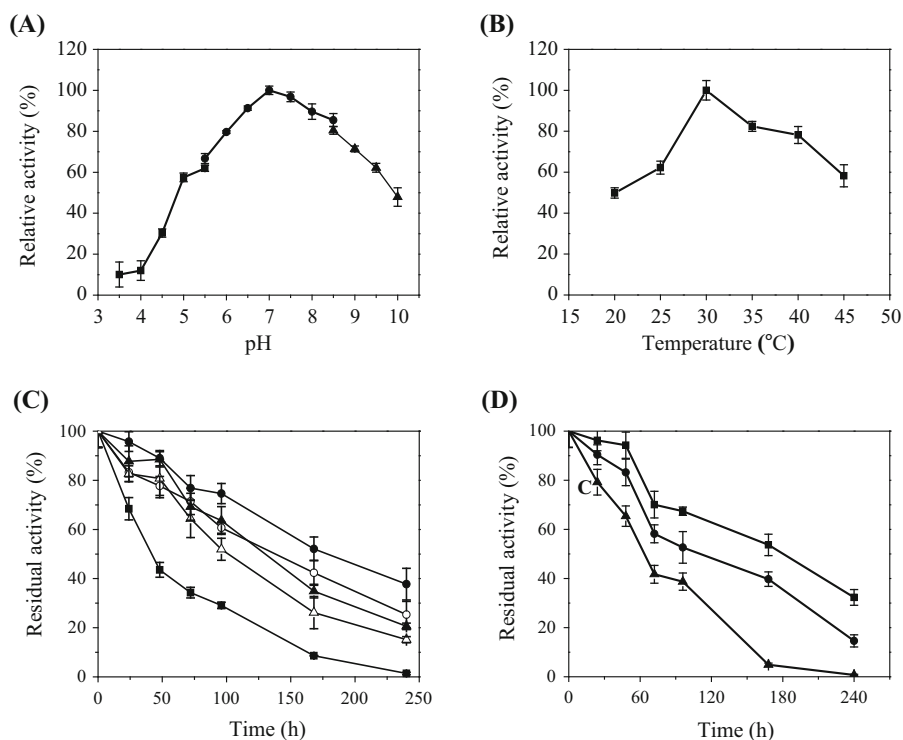 (A)
120
100
80
60
40
20
0
Relative activity (%)
3 4 5 6 7 8 9 10
pH
(B)
120
100
80
60
40
20
0
Relative activity (%)
15 20 25 30 35 40 45 50
Temperature (°C)
(C)
100
80
60
40
20
0
Residual activity (%)
0 50 100 150 200 250
Time (h)
(D)
100
80
60
40
20
0
Residual activity (%)
C
0 60 120 180 240
Time (h)